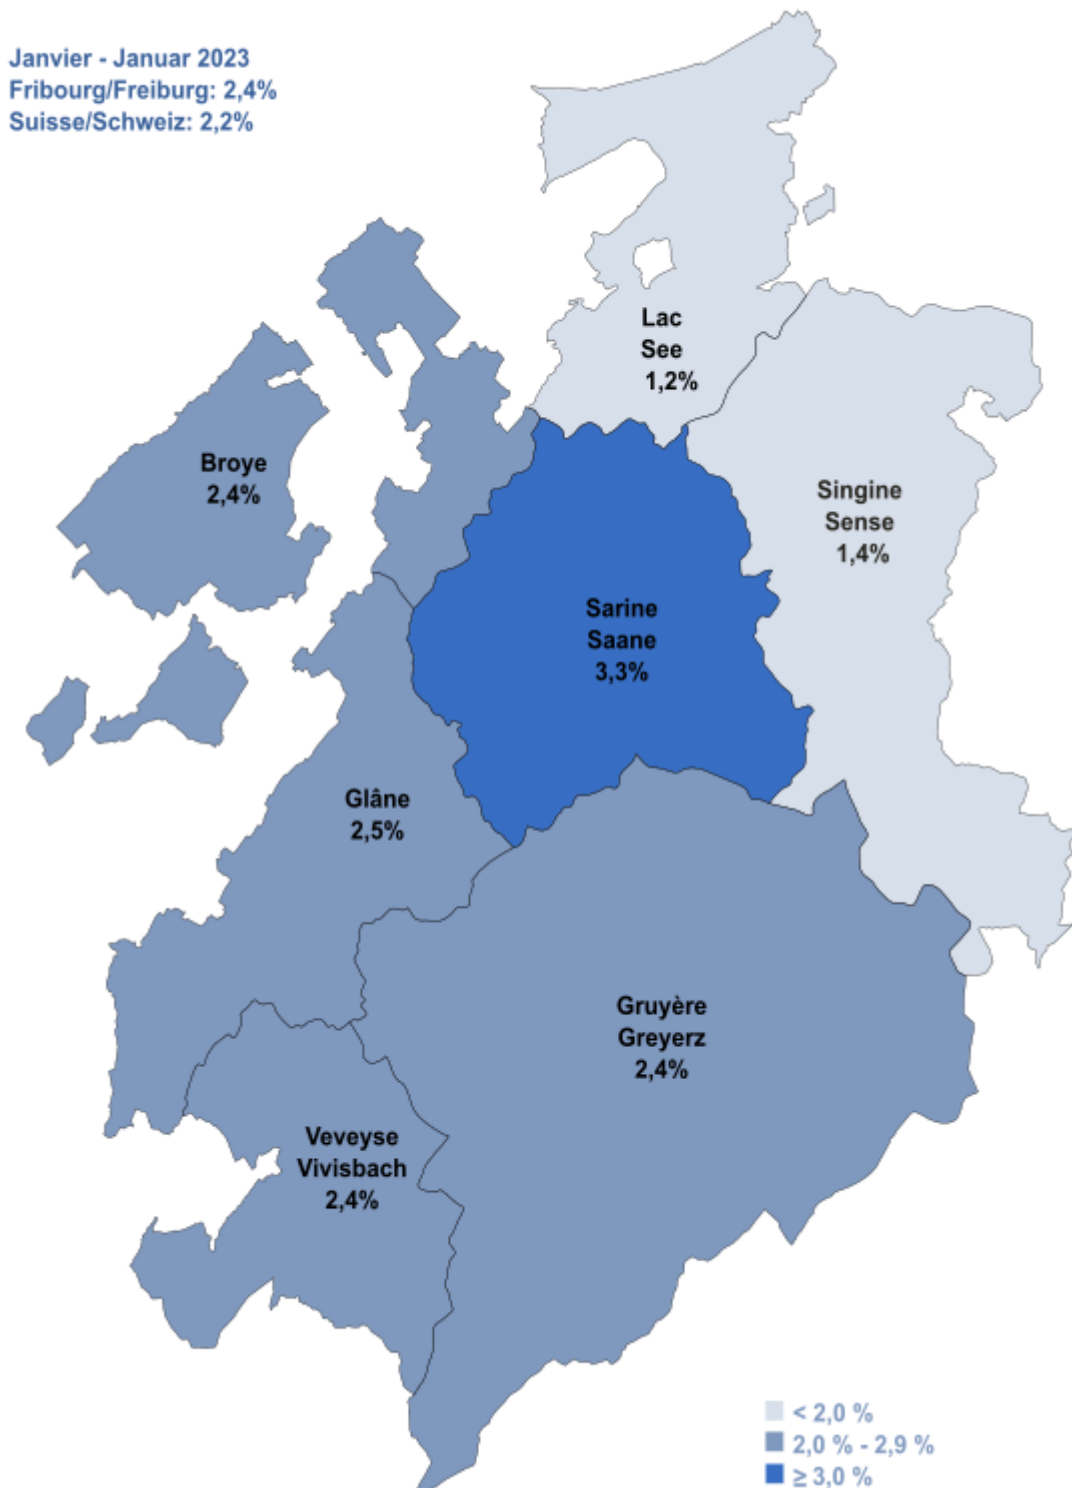 Janvier - Januar 2023
Fribourg/Freiburg: 2,4%
Suisse/Schweiz: 2,2%
Lac
See
1,2%
Broye
2,4%
Singine
Sense
1,4%
Sarine
Saane
3,3%
Glâne
2,5%
Gruyère
Greyerz
2,4%
Veveyse
Vivisbach
2,4%
< 2,0 %
2,0 % - 2,9 %
≥ 3,0 %